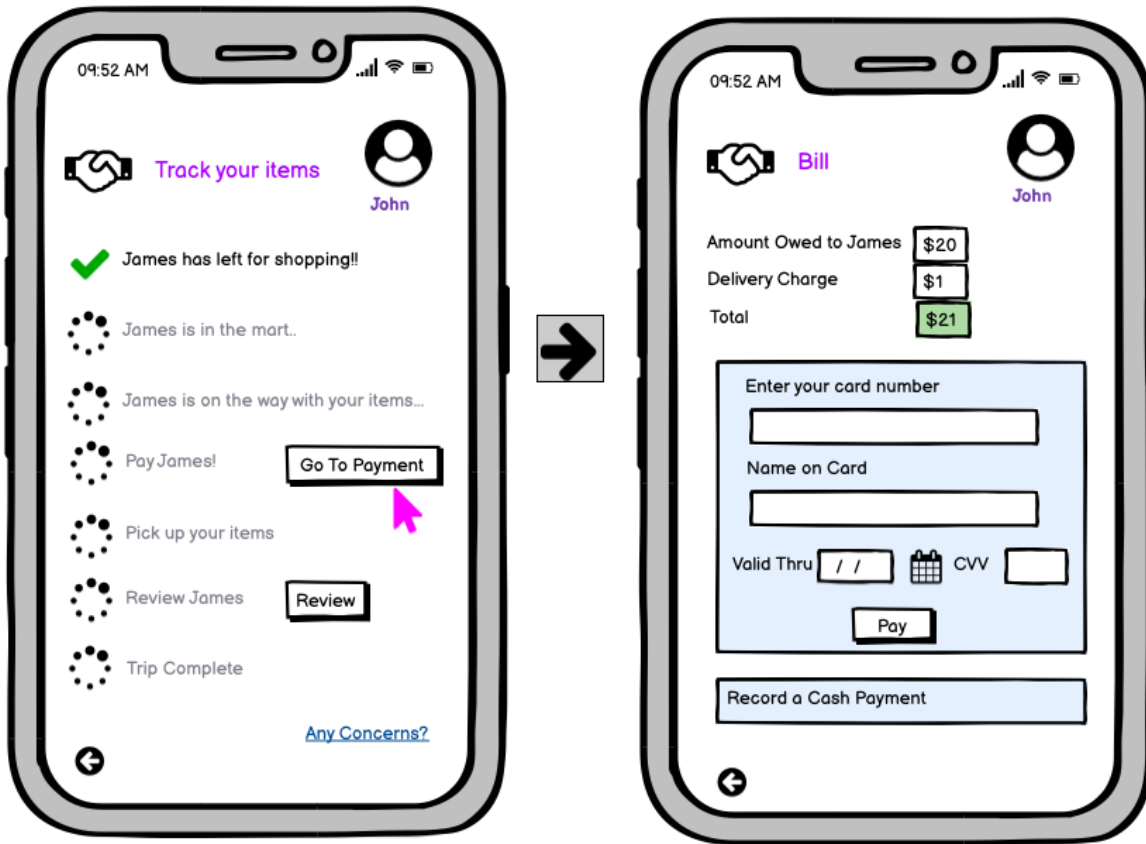 09:52 AM
Track your items
John
James has left for shopping!!
James is in the mart..
James is on the way with your items...
Pay James!
Go To Payment
Pick up your items
Review James
Review
Trip Complete
Any Concerns?
09:52 AM
Bill
John
Amount Owed to James $20
Delivery Charge $1
Total $21
Enter your card number
Name on Card
Valid Thru / / CVV
Pay
Record a Cash Payment